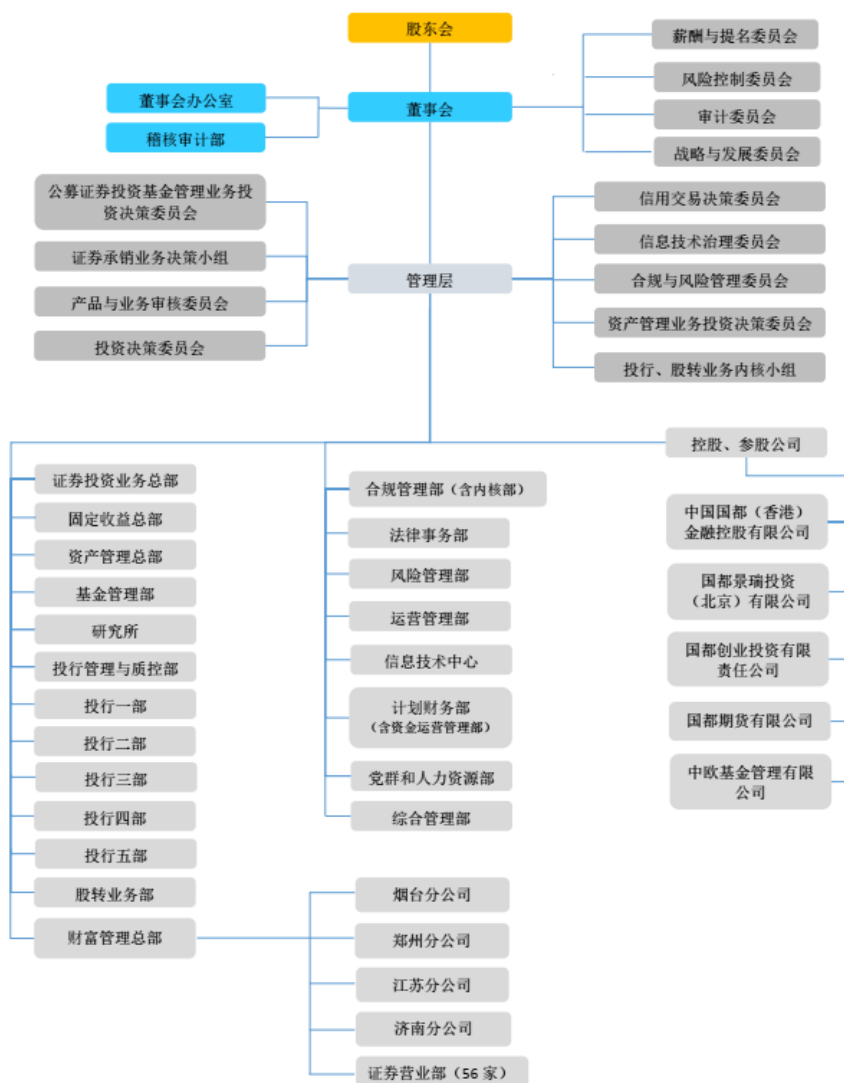 股东会
董事会
董事会办公室
稽核审计部
薪酬与提名委员会
风险控制委员会
审计委员会
战略与发展委员会
管理层
公募证券投资基金管理业务投
资决策委员会
证券承销业务决策小组
产品与业务审核委员会
投资决策委员会
信用交易决策委员会
信息技术治理委员会
合规与风险管理委员会
资产管理业务投资决策委员会
投行、股转业务内核小组
证券投资业务总部
固定收益总部
资产管理总部
基金管理部
研究所
投行管理与质控部
投行一部
投行二部
投行三部
投行四部
投行五部
股转业务部
财富管理总部
合规管理部（含内核部）
法律事务部
风险管理部
运营管理部
信息技术中心
计划财务部
（含资金运营管理部）
党群和人力资源部
综合管理部
控股、参股公司
中国国都（香港）
金融控股有限公司
国都景瑞投资
（北京）有限公司
国都创业投资有限
责任公司
国都期货有限公司
中欧基金管理有限
公司
烟台分公司
郑州分公司
江苏分公司
济南分公司
证券营业部（56 家）